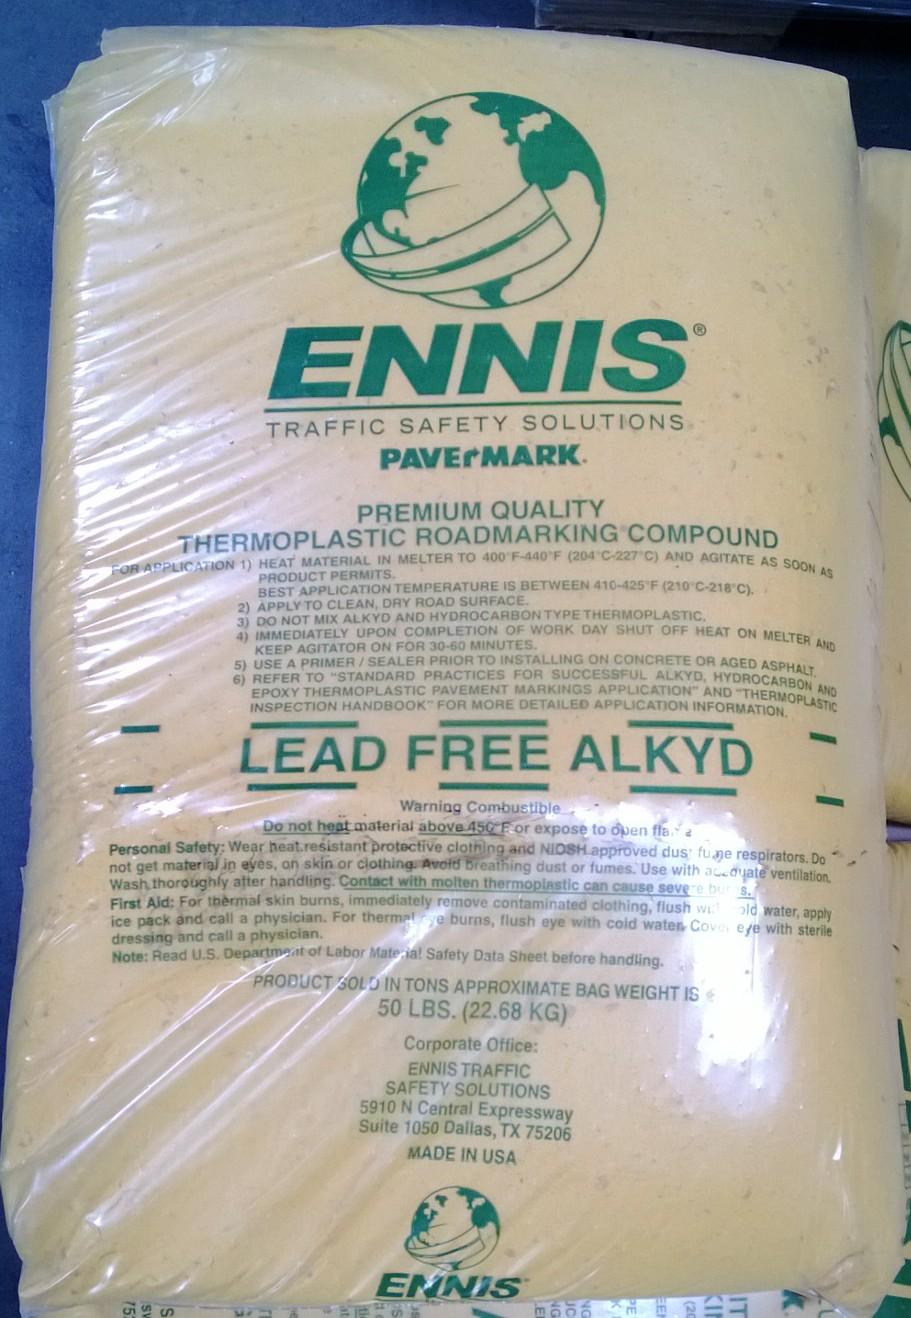 ENNIS®
TRAFFIC SAFETY SOLUTIONS
PAVErMARK.
PREMIUM QUALITY
THERMOPLASTIC ROADMARKING COMPOUND
FOR APPLICATION 1) HEAT MATERIAL IN MELTER TO 400°F-440°F (204°C-227°C) AND AGITATE AS SOON AS
PRODUCT PERMITS.
BEST APPLICATION TEMPERATURE IS BETWEEN 410-425°F (210°C-218°C).
2) APPLY TO CLEAN, DRY ROAD SURFACE.
3) DO NOT MIX ALKYD AND HYDROCARBON TYPE THERMOPLASTIC.
4) IMMEDIATELY UPON COMPLETION OF WORK DAY SHUT OFF HEAT ON MELTER AND
KEEP AGITATOR ON FOR 30-60 MINUTES.
5) USE A PRIMER / SEALER PRIOR TO INSTALLING ON CONCRETE OR AGED ASPHALT.
6) REFER TO "STANDARD PRACTICES FOR SUCCESSFUL ALKYD, HYDROCARBON AND
EPOXY THERMOPLASTIC PAVEMENT MARKINGS APPLICATION" AND "THERMOPLASTIC
INSPECTION HANDBOOK" FOR MORE DETAILED APPLICATION INFORMATION.
LEAD FREE ALKYD
Warning Combustible
Do not heat material above 450°F or expose to open
Personal Safety: Wear heat resistant protective clothing and NIOSH approved dust fume respirators. Do
not get material in eyes, on skin or clothing. Avoid breathing dust or fumes. Use with adequate ventilation.
Wash thoroughly after handling. Contact with molten thermoplastic can cause severe burns.
First Aid: For thermal skin burns, immediately remove contaminated clothing, flush with cold water, apply
ice pack and call a physician. For thermal eye burns, flush eye with cold water. Cover eye with sterile
dressing and call a physician.
Note: Read U.S. Department of Labor Material Safety Data Sheet before handling.
PRODUCT SOLD IN TONS APPROXIMATE BAG WEIGHT IS
50 LBS. (22.68 KG)
Corporate Office:
ENNIS TRAFFIC
SAFETY SOLUTIONS
5910 N Central Expressway
Suite 1050 Dallas, TX 75206
MADE IN USA
ENNIS